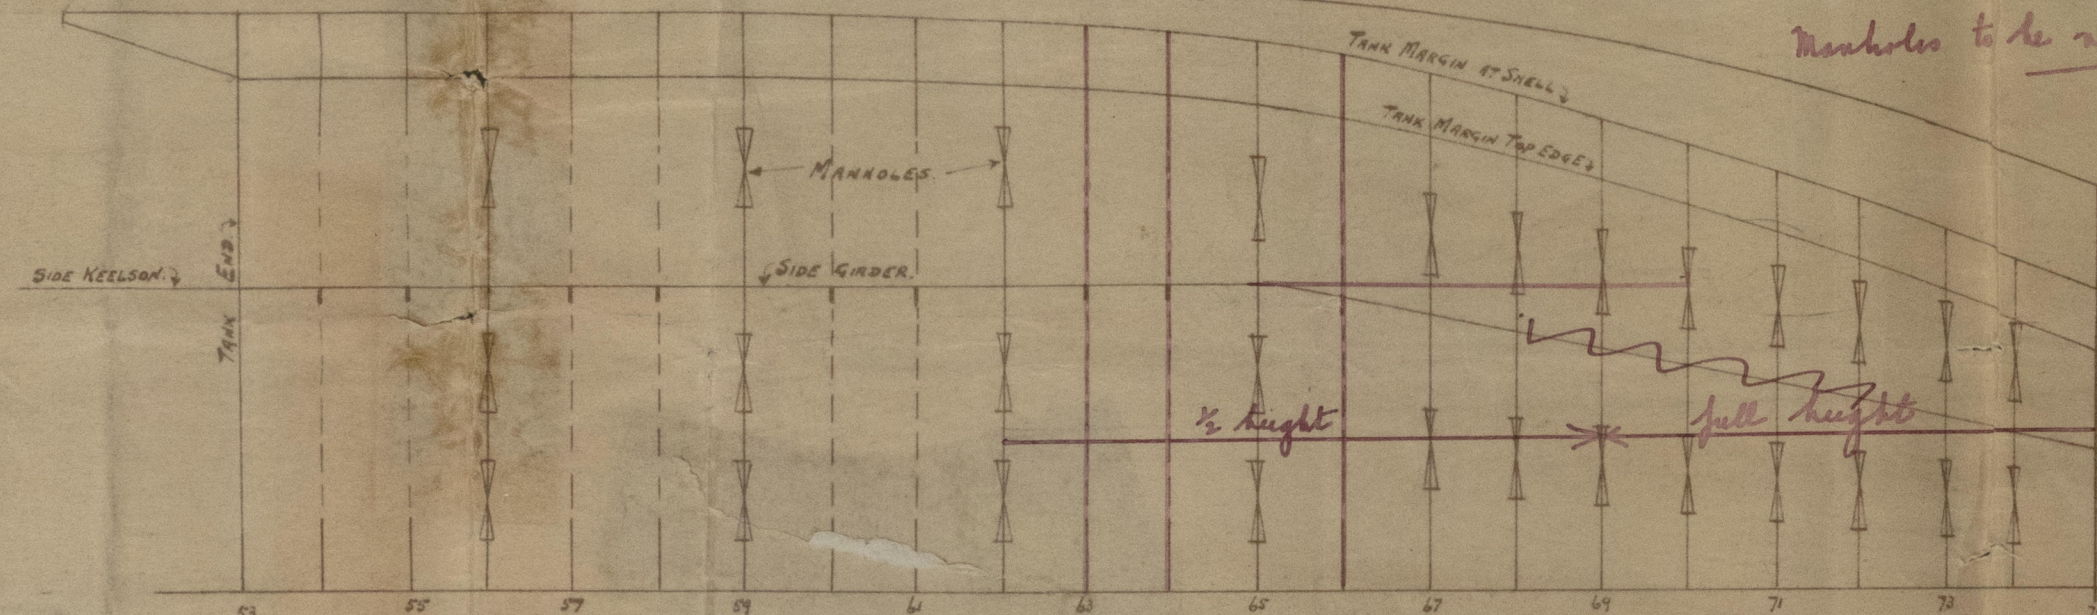 Manholes to be
TANK MARGIN AT SHELL
TANK MARGIN TOP EDGE
MANHOLES
TANK END
SIDE KEELSON
SIDE GIRDER
½ height
full height
53 55 57 59 61 63 65 67 69 71 73